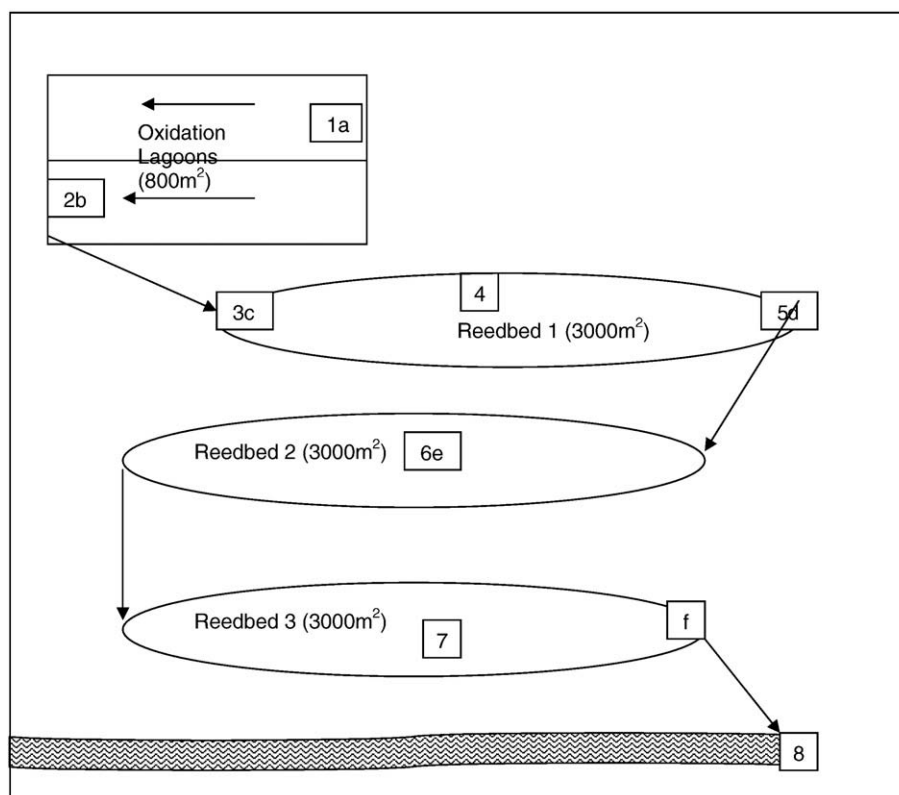 1a
Oxidation
Lagoons
(800m²)
2b
3c
4
5d
Reedbed 1 (3000m²)
Reedbed 2 (3000m²)
6e
Reedbed 3 (3000m²)
f
7
8